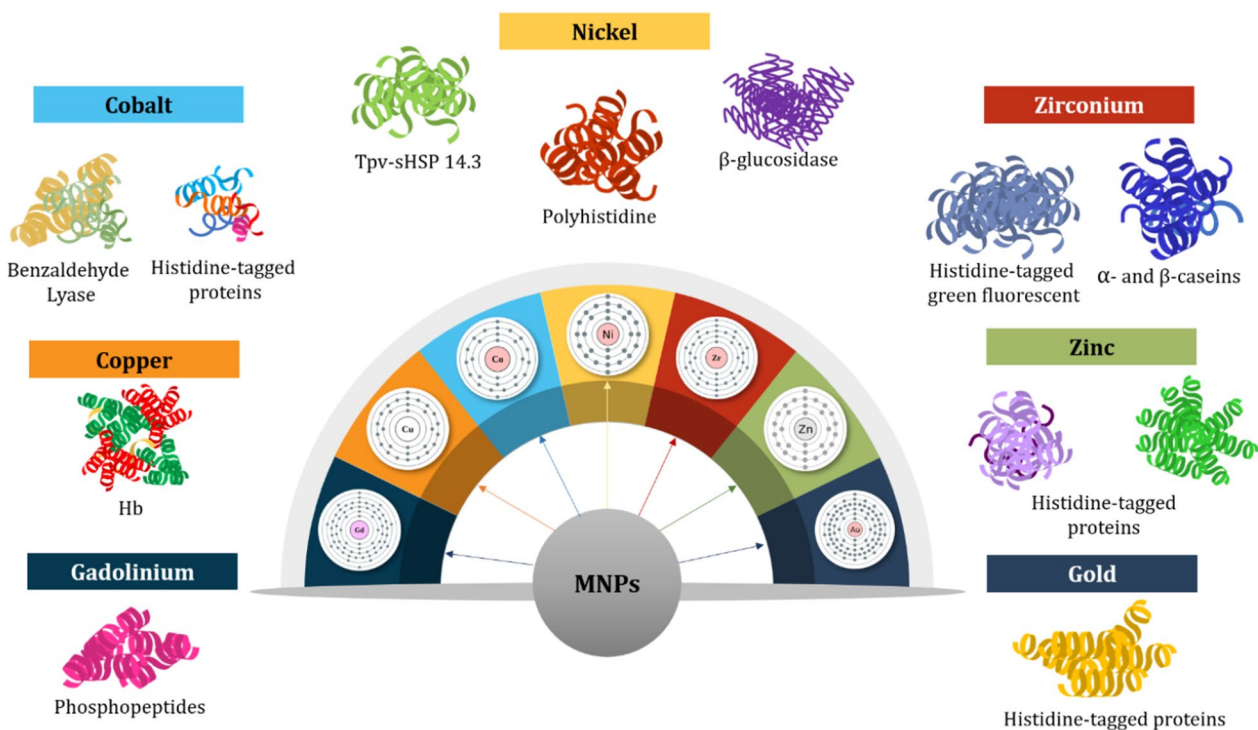 Nickel
Tpv-sHSP 14.3
Polyhistidine
β-glucosidase
Cobalt
Benzaldehyde
Lyase
Histidine-tagged
proteins
Zirconium
Histidine-tagged
green fluorescent
α- and β-caseins
Copper
Hb
Zinc
Histidine-tagged
proteins
Gadolinium
Phosphopeptides
Gold
Histidine-tagged proteins
Gd
Cu
Co
Ni
Zr
Zn
Au
MNPs